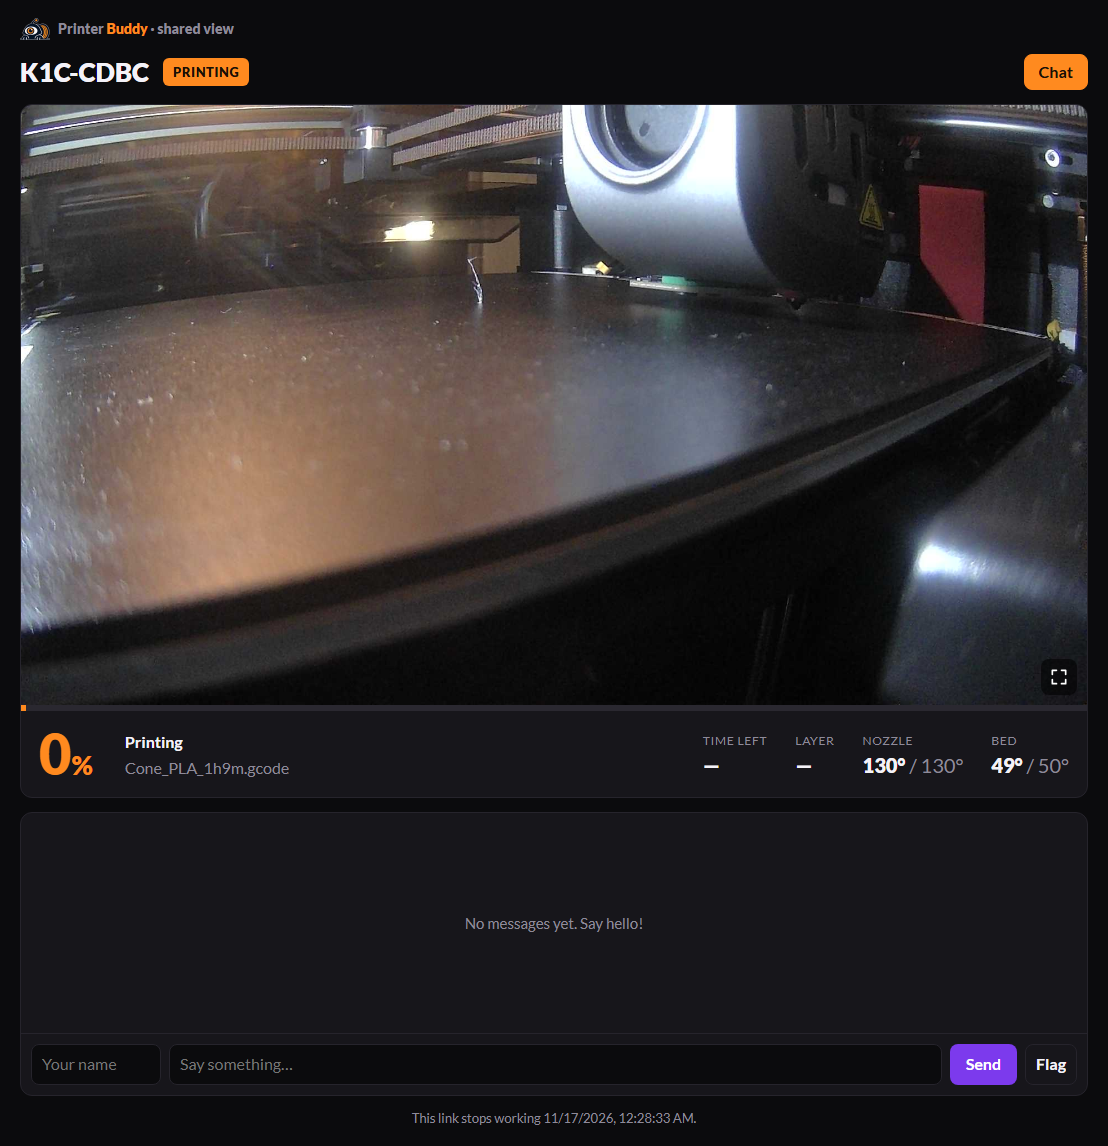 Printer Buddy · shared view
K1C-CDBC PRINTING
Chat
0%
Printing
Cone_PLA_1h9m.gcode
TIME LEFT
—
LAYER
—
NOZZLE
130° / 130°
BED
49° / 50°
No messages yet. Say hello!
Your name
Say something...
Send
Flag
This link stops working 11/17/2026, 12:28:33 AM.